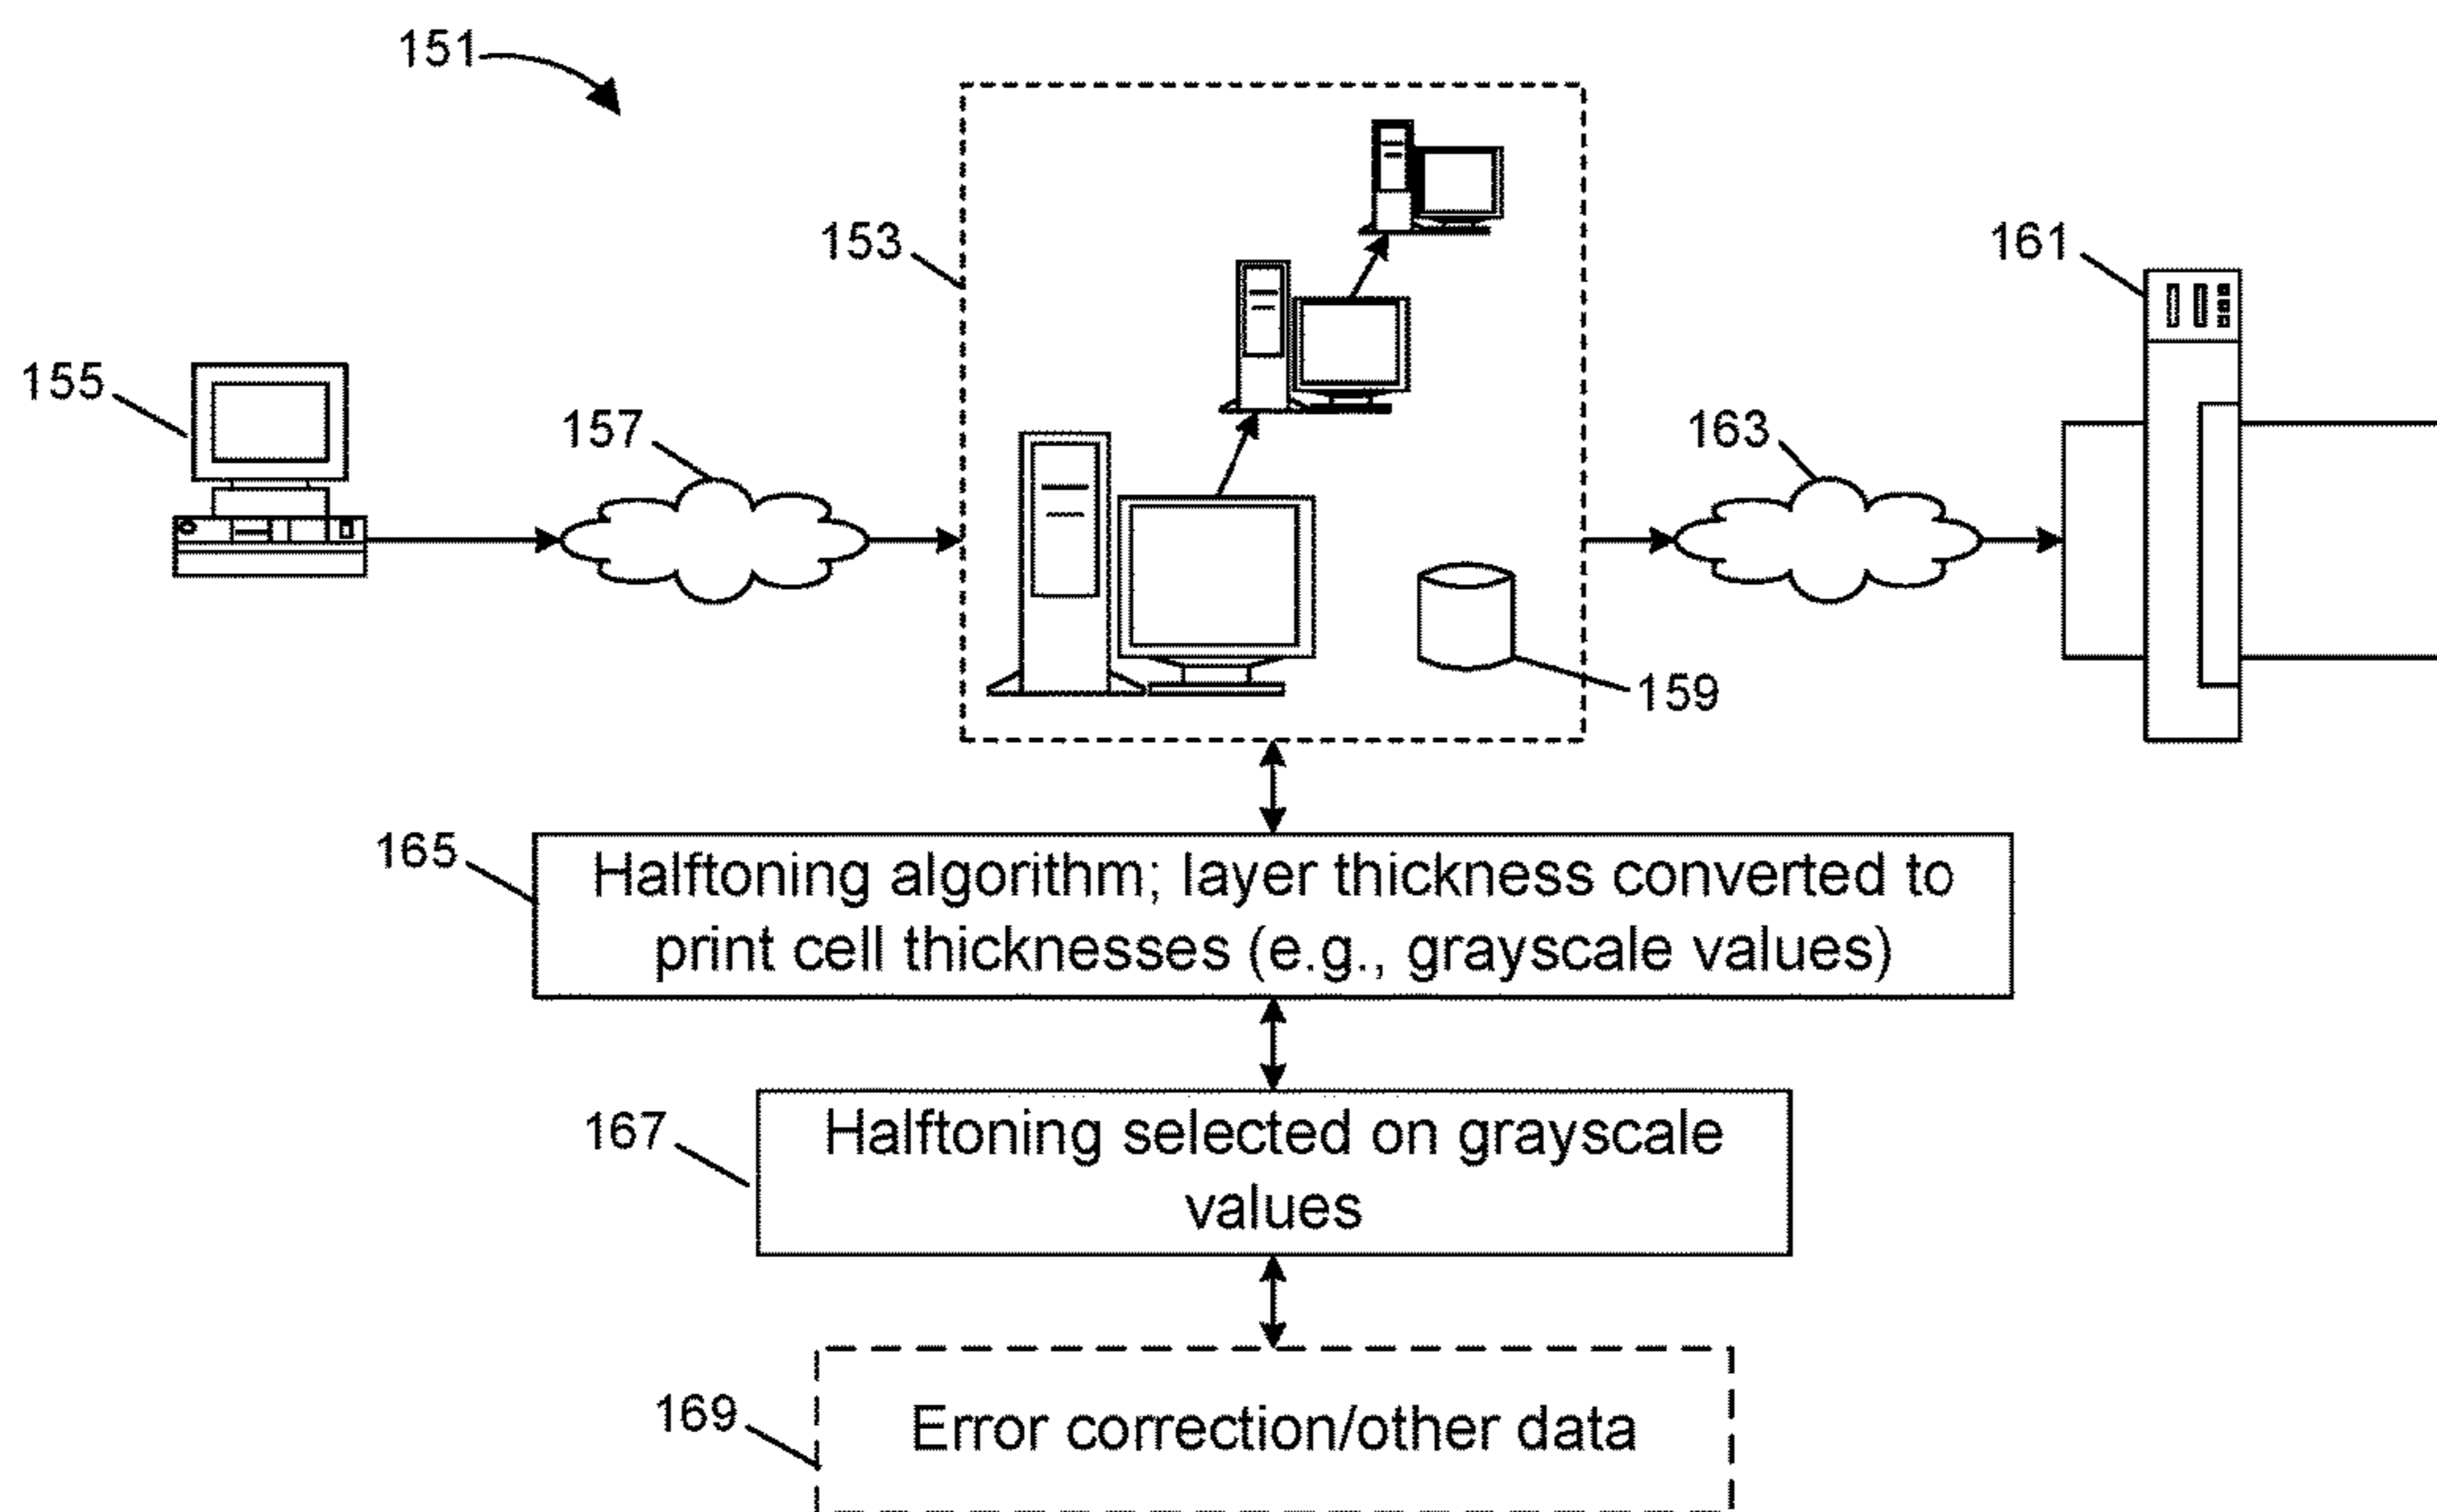 151
153
161
155
157
163
159
165
Halftoning algorithm; layer thickness converted to
print cell thicknesses (e.g., grayscale values)
167
Halftoning selected on grayscale
values
169
Error correction/other data